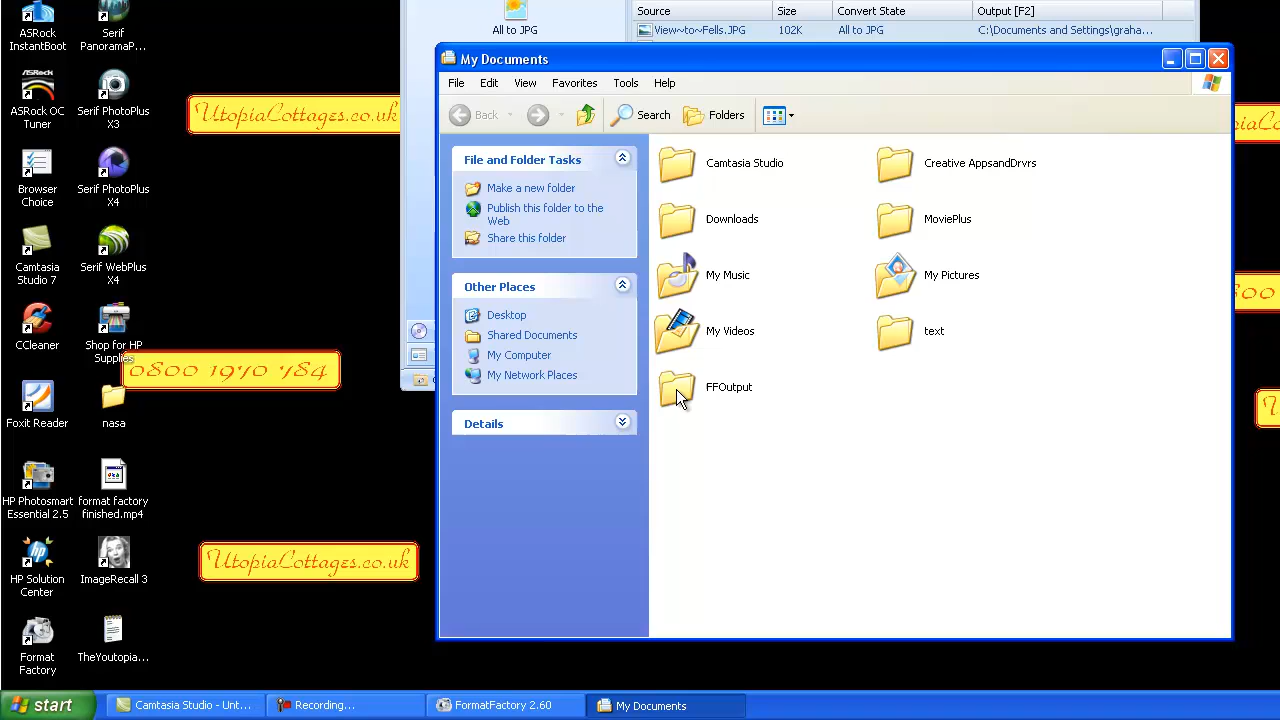 ASRock
InstantBoot
Serif
PanoramaP...
ASRock OC
Tuner
Serif PhotoPlus
X3
Browser
Choice
Serif PhotoPlus
X4
Camtasia
Studio 7
Serif WebPlus
X4
CCleaner
Shop for HP
Supplies
Foxit Reader
nasa
HP Photosmart
Essential 2.5
format factory
finished.mp4
HP Solution
Center
ImageRecall 3
Format
Factory
TheYoutopia...
UtopiaCottages.co.uk
0800 1970 784
UtopiaCottages.co.uk
All to JPG
Source Size Convert State Output [F2]
View~to~Fells.JPG 102K All to JPG C:\Documents and Settings\graha...
My Documents
File Edit View Favorites Tools Help
Back Search Folders
File and Folder Tasks
Make a new folder
Publish this folder to the
Web
Share this folder
Other Places
Desktop
Shared Documents
My Computer
My Network Places
Details
Camtasia Studio
Creative AppsandDrvrs
Downloads
MoviePlus
My Music
My Pictures
My Videos
text
FFOutput
start
Camtasia Studio - Unt...
Recording...
FormatFactory 2.60
My Documents